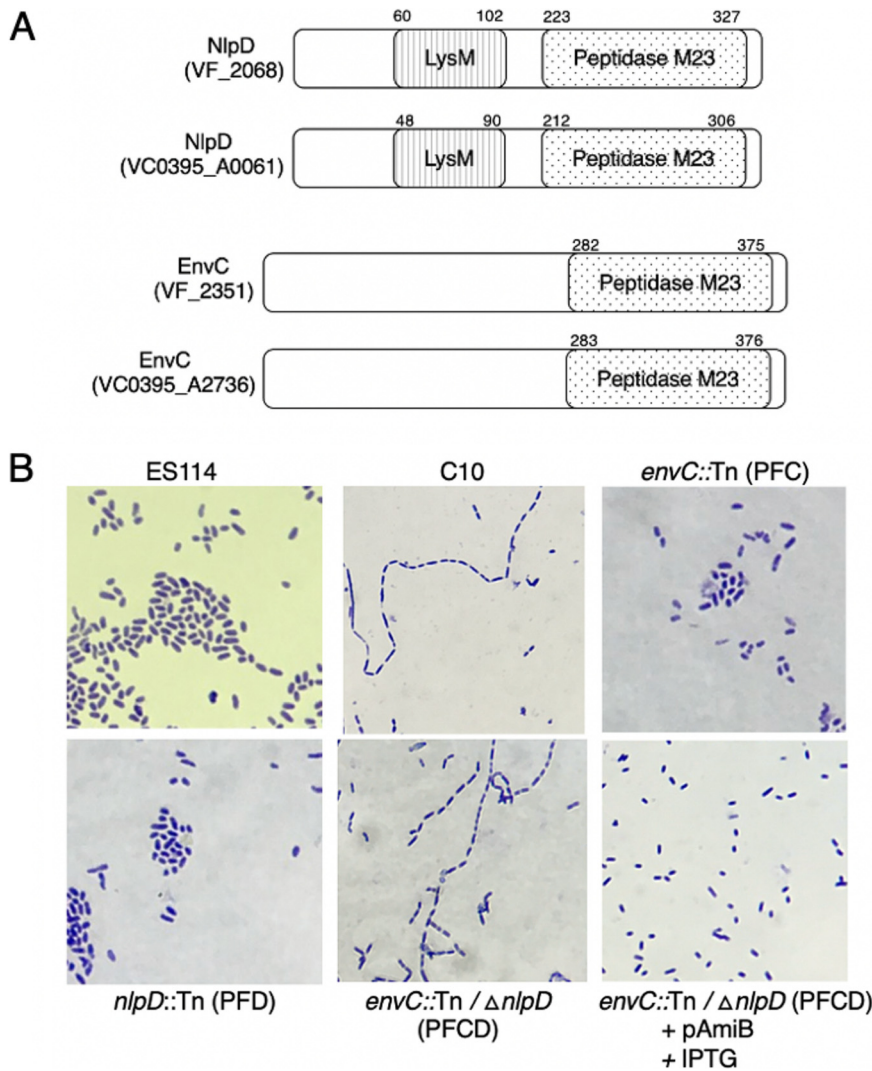 A
60 102 223 327
NlpD
(VF_2068)
LysM
Peptidase M23
48 90 212 306
NlpD
(VC0395_A0061)
LysM
Peptidase M23
282 375
EnvC
(VF_2351)
Peptidase M23
283 376
EnvC
(VC0395_A2736)
Peptidase M23
B
ES114
C10
envC::Tn (PFC)
nlpD::Tn (PFD)
envC::Tn / △nlpD
(PFCD)
envC::Tn / △nlpD (PFCD)
+ pAmiB
+ IPTG